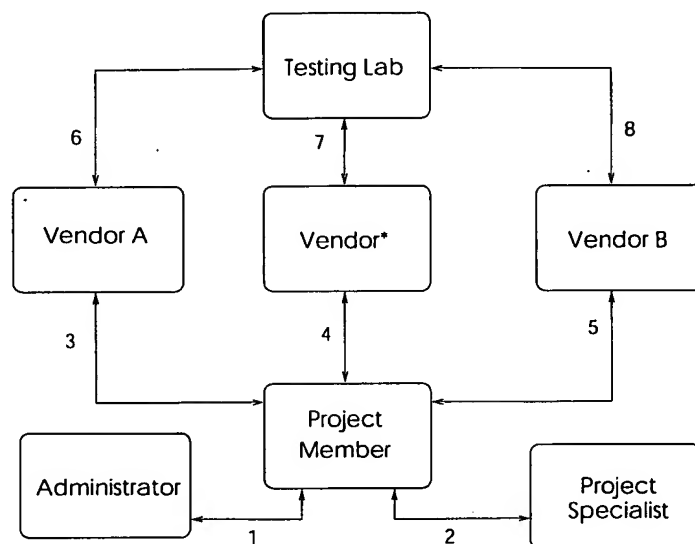 Testing Lab
6
7
8
Vendor A
Vendor*
Vendor B
3
4
5
Project
Member
Administrator
Project
Specialist
1
2